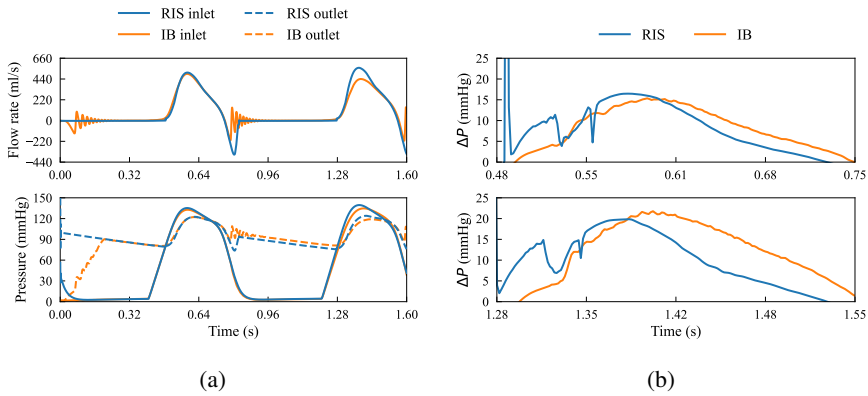 RIS inlet RIS outlet
IB inlet IB outlet
Flow rate (ml/s)
660
440
220
0
−220
−440
0.00 0.32 0.64 0.96 1.28 1.60
Pressure (mmHg)
150
120
90
60
30
0
0.00 0.32 0.64 0.96 1.28 1.60
Time (s)
(a)
RIS IB
ΔP (mmHg)
25
20
15
10
5
0
0.48 0.55 0.61 0.68 0.75
ΔP (mmHg)
25
20
15
10
5
0
1.28 1.35 1.42 1.48 1.55
Time (s)
(b)